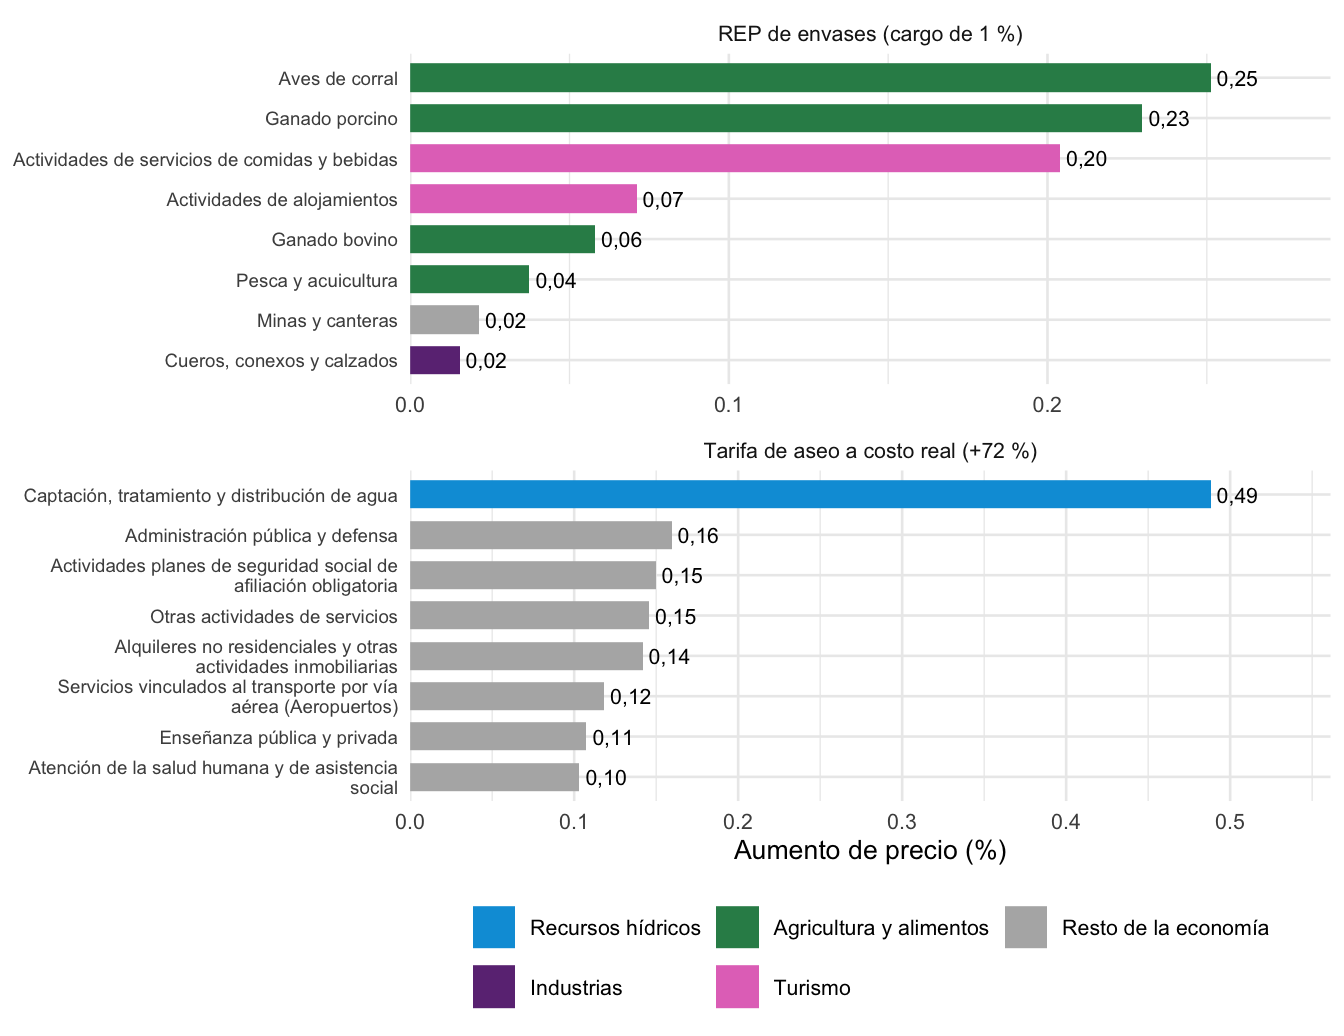 REP de envases (cargo de 1 %)
Aves de corral 0,25
Ganado porcino 0,23
Actividades de servicios de comidas y bebidas 0,20
Actividades de alojamientos 0,07
Ganado bovino 0,06
Pesca y acuicultura 0,04
Minas y canteras 0,02
Cueros, conexos y calzados 0,02
0.0 0.1 0.2
Tarifa de aseo a costo real (+72 %)
Captación, tratamiento y distribución de agua 0,49
Administración pública y defensa 0,16
Actividades planes de seguridad social de
afiliación obligatoria 0,15
Otras actividades de servicios 0,15
Alquileres no residenciales y otras
actividades inmobiliarias 0,14
Servicios vinculados al transporte por vía
aérea (Aeropuertos) 0,12
Enseñanza pública y privada 0,11
Atención de la salud humana y de asistencia
social 0,10
0.0 0.1 0.2 0.3 0.4 0.5
Aumento de precio (%)
Recursos hídricos Agricultura y alimentos Resto de la economía
Industrias Turismo